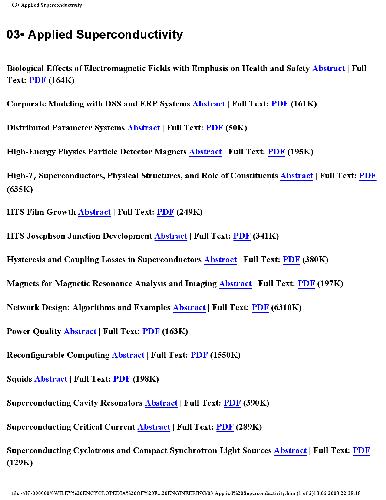 03• Applied Superconductivity
03• Applied Superconductivity
Biological Effects of Electromagnetic Fields with Emphasis on Health and Safety Abstract | Full
Text: PDF (164K)
Corporate Modeling with DSS and ERP Systems Abstract | Full Text: PDF (161K)
Distributed Parameter Systems Abstract | Full Text: PDF (50K)
High-Energy Physics Particle Detector Magnets Abstract | Full Text: PDF (195K)
High-Tc Superconductors, Physical Structures, and Role of Constituents Abstract | Full Text: PDF
(635K)
HTS Film Growth Abstract | Full Text: PDF (249K)
HTS Josephson Junction Development Abstract | Full Text: PDF (341K)
Hysteresis and Coupling Losses in Superconductors Abstract | Full Text: PDF (380K)
Magnets for Magnetic Resonance Analysis and Imaging Abstract | Full Text: PDF (197K)
Network Design: Algorithms and Examples Abstract | Full Text: PDF (6310K)
Power Quality Abstract | Full Text: PDF (163K)
Reconfigurable Computing Abstract | Full Text: PDF (1550K)
Squids Abstract | Full Text: PDF (198K)
Superconducting Cavity Resonators Abstract | Full Text: PDF (590K)
Superconducting Critical Current Abstract | Full Text: PDF (289K)
Superconducting Cyclotrons and Compact Synchrotron Light Sources Abstract | Full Text: PDF
(129K)